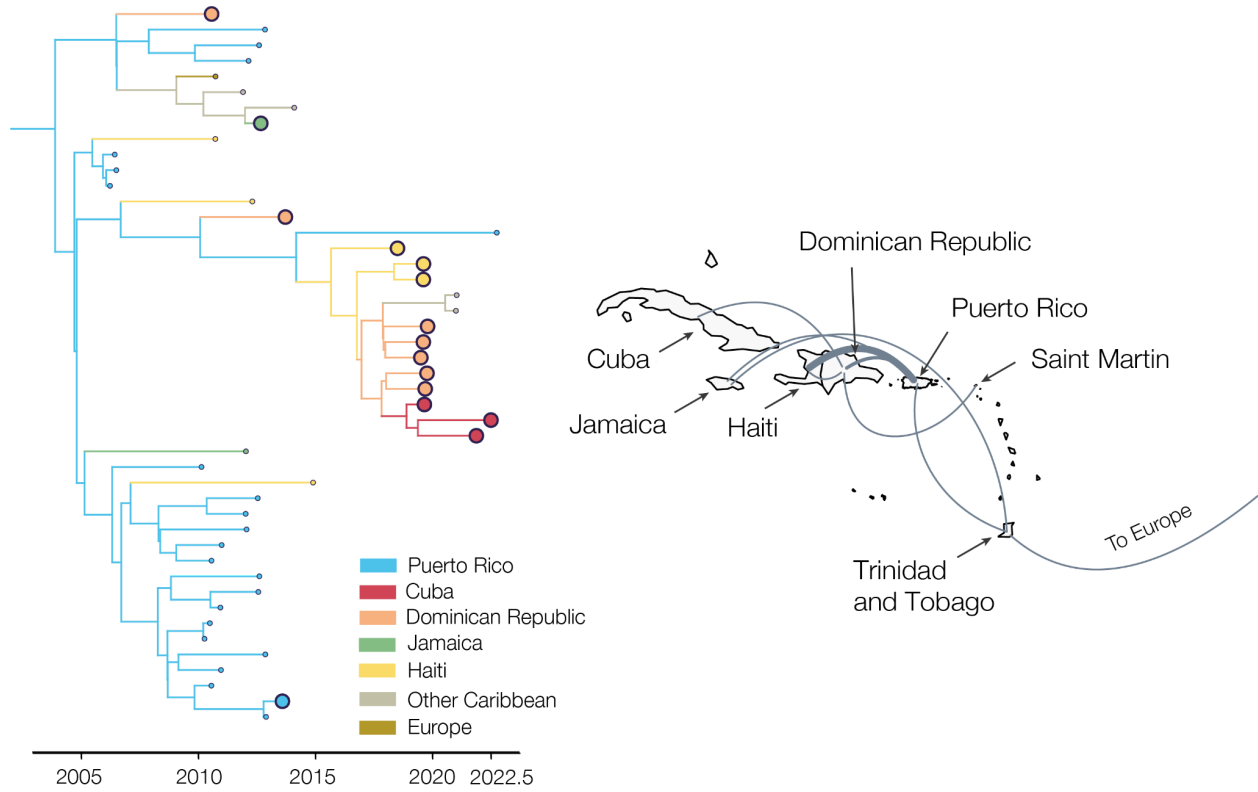 Puerto Rico
Cuba
Dominican Republic
Jamaica
Haiti
Other Caribbean
Europe
2005
2010
2015
2020
2022.5
Dominican Republic
Puerto Rico
Saint Martin
Cuba
Jamaica
Haiti
To Europe
Trinidad
and Tobago